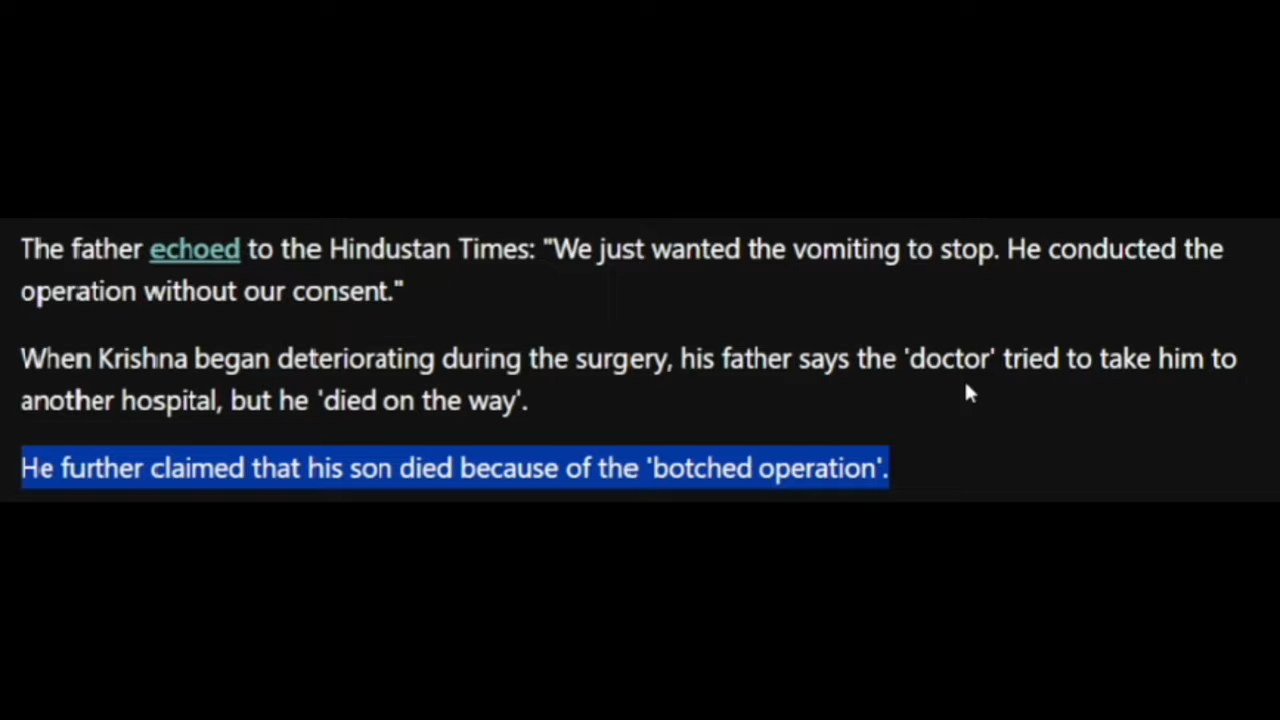 The father echoed to the Hindustan Times: "We just wanted the vomiting to stop. He conducted the
operation without our consent."
When Krishna began deteriorating during the surgery, his father says the 'doctor' tried to take him to
another hospital, but he 'died on the way'.
He further claimed that his son died because of the 'botched operation'.